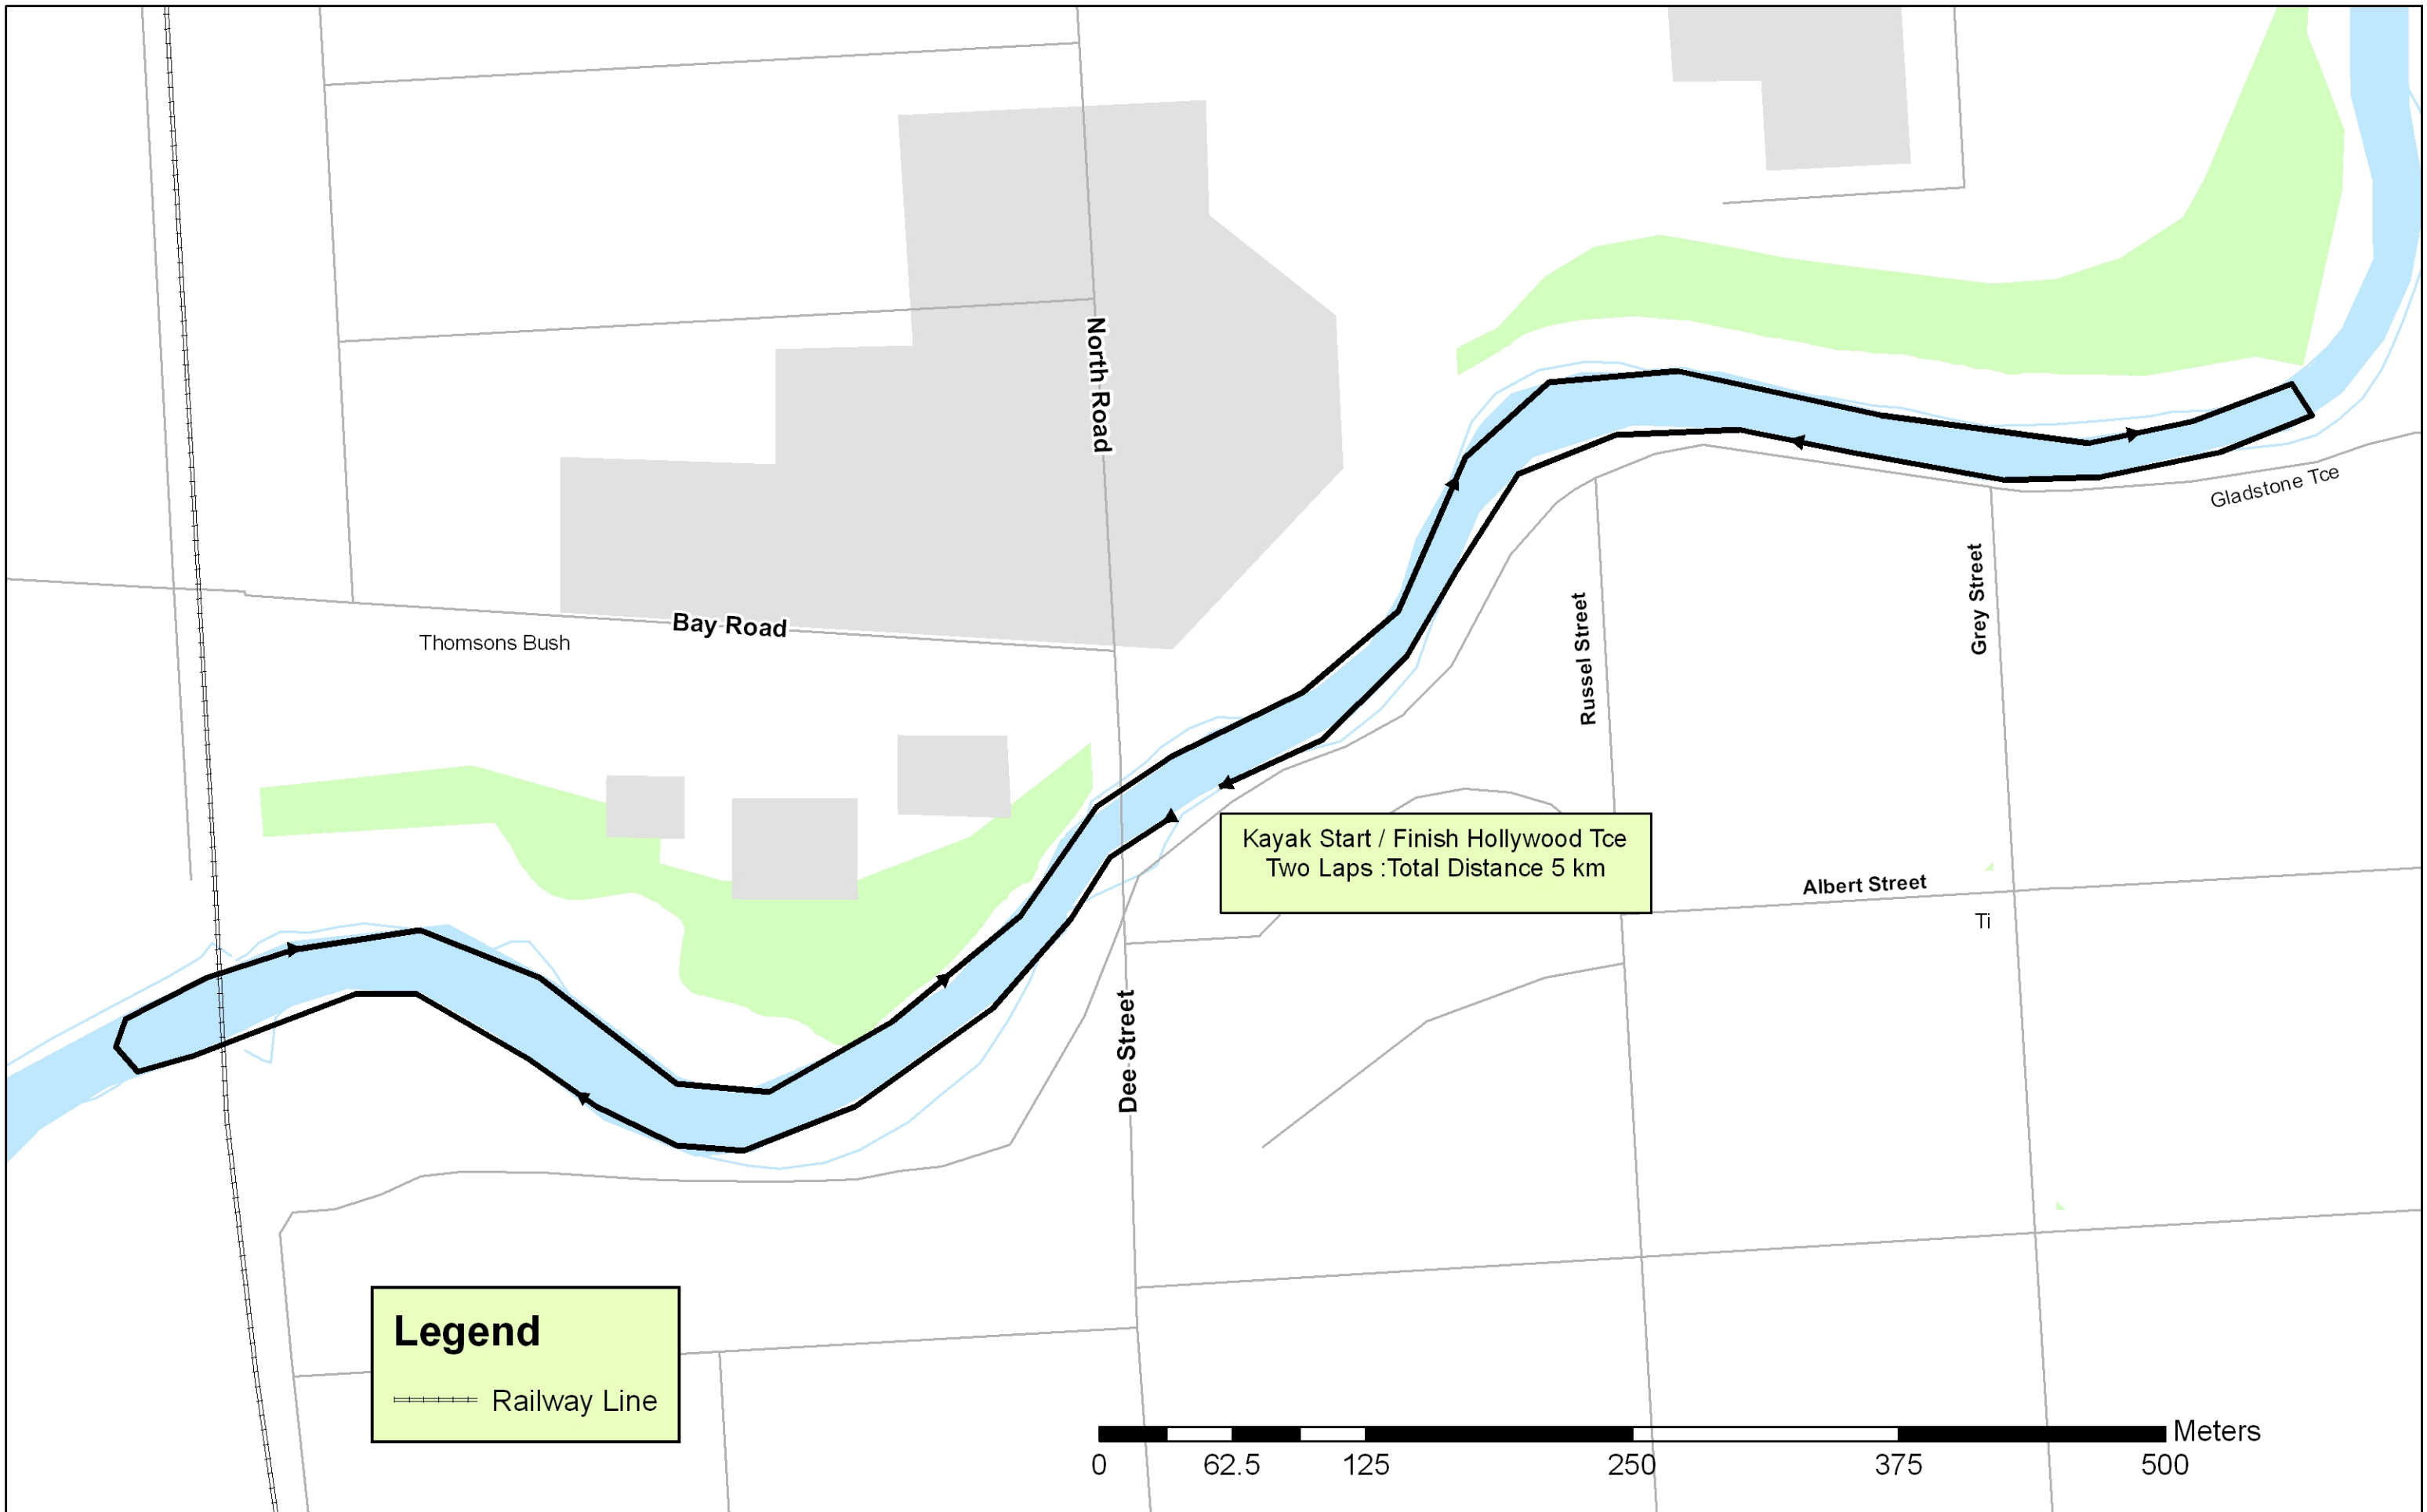 North Road
Gladstone Tce
Grey Street
Russel Street
Bay Road
Thomsons Bush
Kayak Start / Finish Hollywood Tce
Two Laps :Total Distance 5 km
Albert Street
Ti
Dee Street
Legend
Railway Line
Meters
0 62.5 125 250 375 500